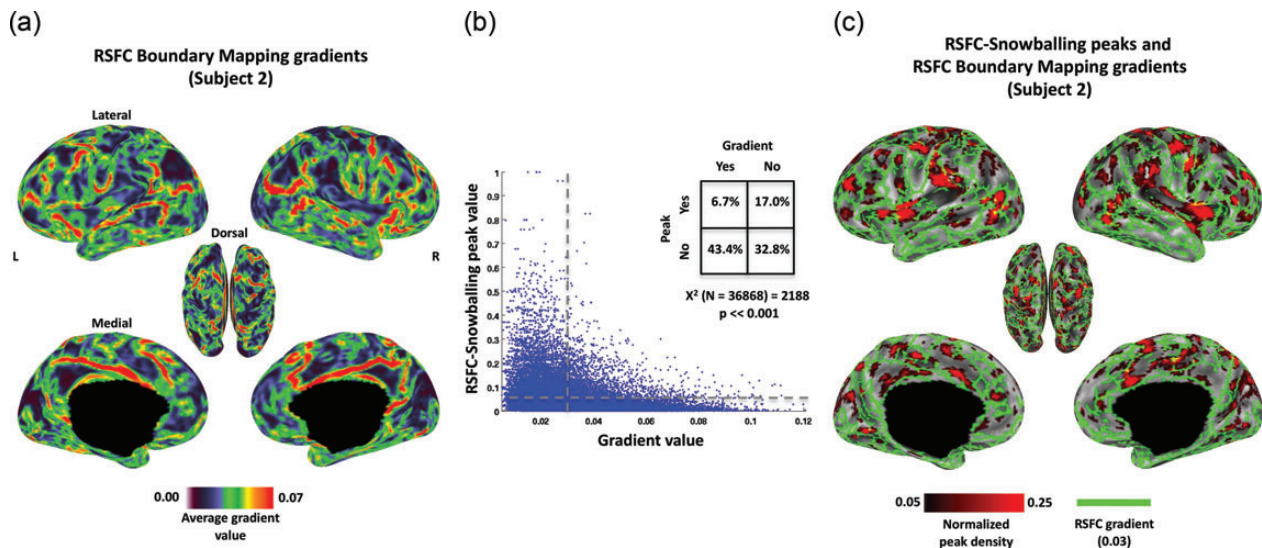 (a)
RSFC Boundary Mapping gradients
(Subject 2)
Lateral
Dorsal
L
R
Medial
0.00
0.07
Average gradient
value
(b)
Gradient
Yes No
Peak
Yes
6.7% 17.0%
No
43.4% 32.8%
X² (N = 36868) = 2188
p << 0.001
RSFC-Snowballing peak value
1
0.9
0.8
0.7
0.6
0.5
0.4
0.3
0.2
0.1
0
0.02 0.04 0.06 0.08 0.1 0.12
Gradient value
(c)
RSFC-Snowballing peaks and
RSFC Boundary Mapping gradients
(Subject 2)
0.05
0.25
Normalized
peak density
RSFC gradient
(0.03)